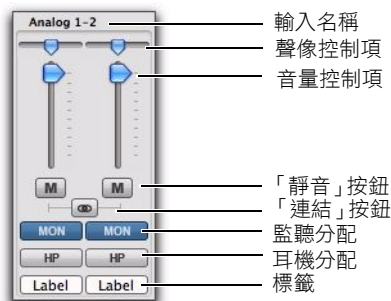 Analog 1-2
輸入名稱
聲像控制項
音量控制項
M M
「靜音」按鈕
「連結」按鈕
MON MON
監聽分配
HP HP
耳機分配
Label Label
標籤